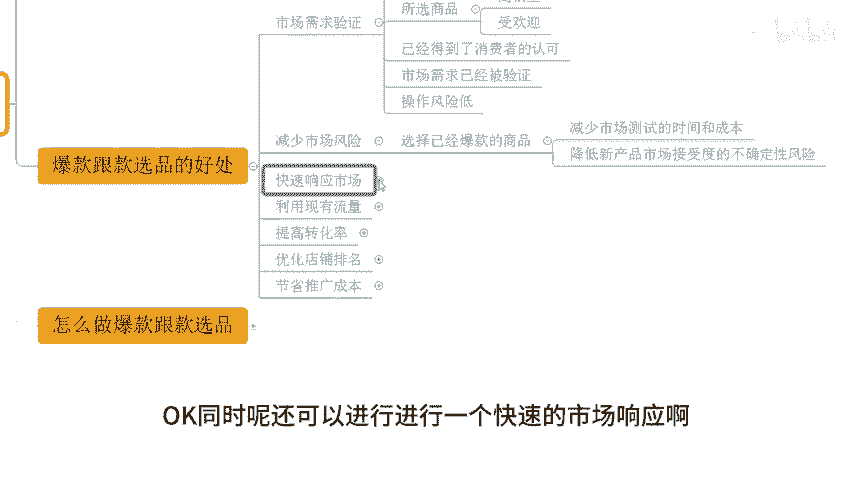 市场需求验证
所选商品
受欢迎
已经得到了消费者的认可
市场需求已经被验证
操作风险低
减少市场风险
选择已经爆款的商品
减少市场测试的时间和成本
降低新产品市场接受度的不确定性风险
爆款跟款选品的好处
快速响应市场
利用现有流量
提高转化率
优化店铺排名
节省推广成本
怎么做爆款跟款选品
OK同时呢还可以进行进行一个快速的市场响应啊